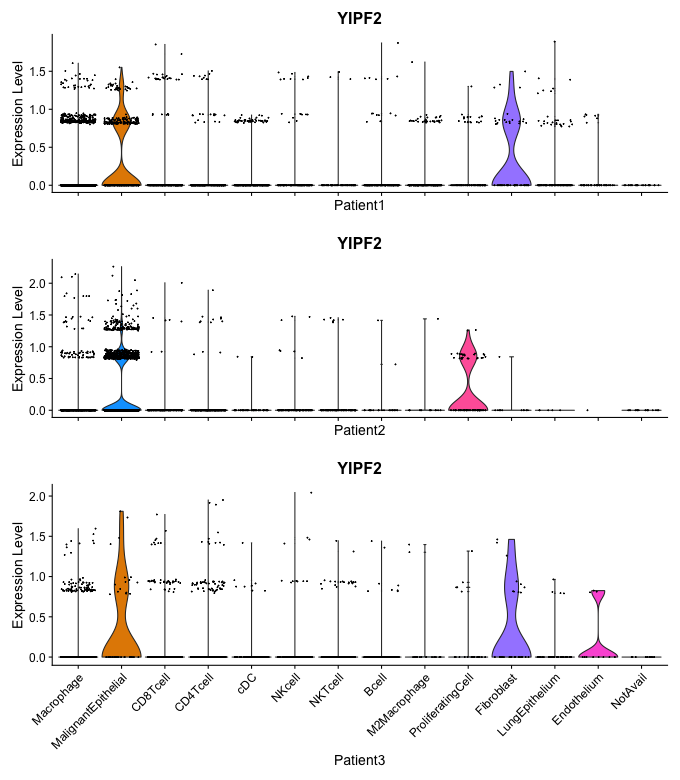 YIPF2
Expression Level
1.5
1.0
0.5
0.0
Patient1
YIPF2
Expression Level
2.0
1.5
1.0
0.5
0.0
Patient2
YIPF2
Expression Level
2.0
1.5
1.0
0.5
0.0
Macrophage
MalignantEpithelial
CD8Tcell
CD4Tcell
cDC
NKcell
NKTcell
Bcell
M2Macrophage
ProliferatingCell
Fibroblast
LungEpithelium
Endothelium
NotAvail
Patient3